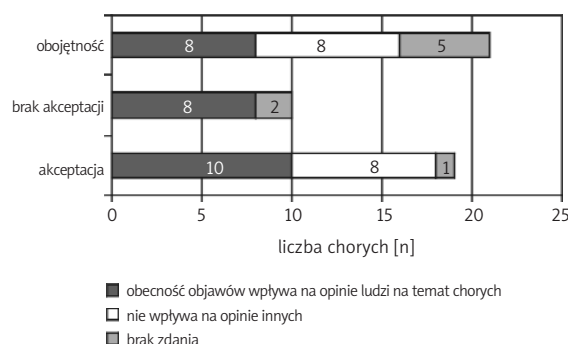 obojętność
8 8 5
brak akceptacji
8 2
akceptacja
10 8 1
0 5 10 15 20 25
liczba chorych [n]
obecność objawów wpływa na opinie ludzi na temat chorych
nie wpływa na opinie innych
brak zdania